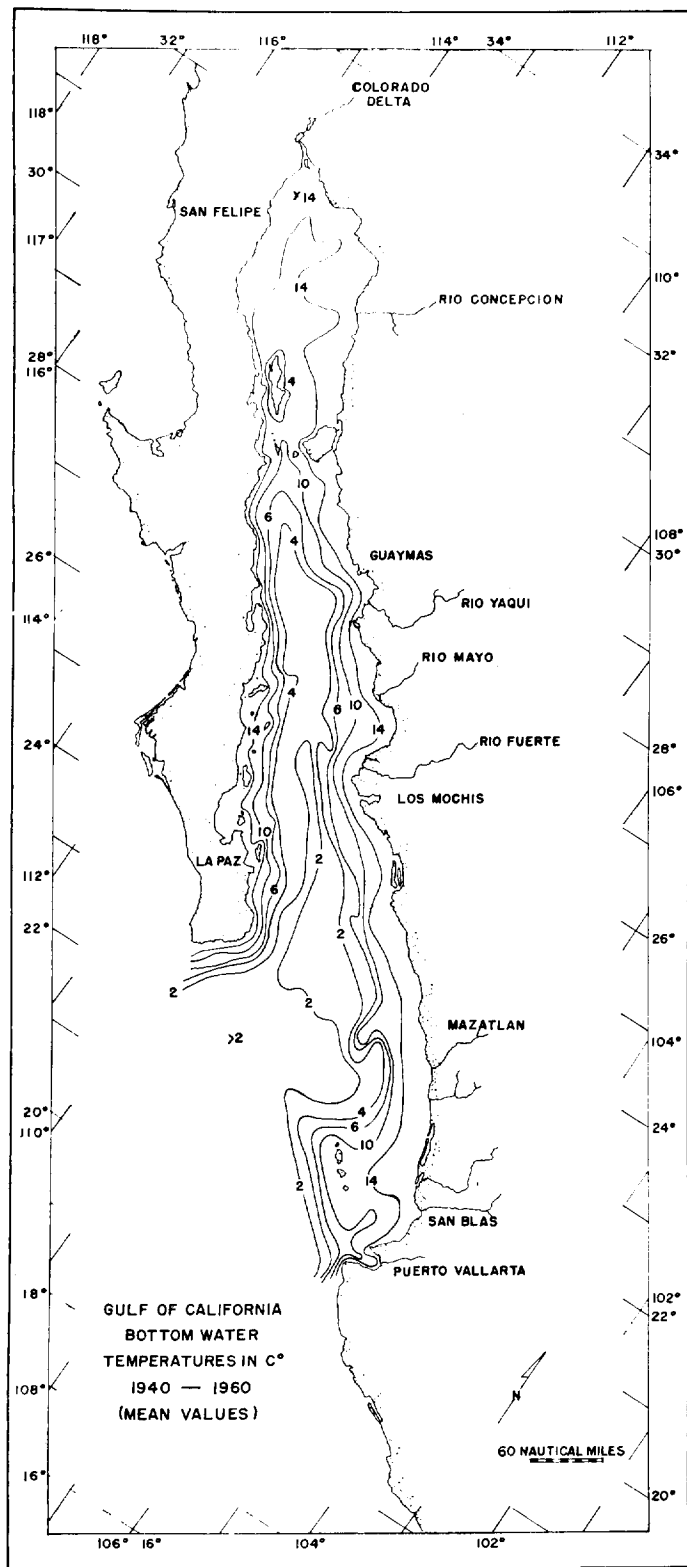 118° 32° 116° 114° 34° 112°
COLORADO
DELTA
118°
34°
30°
14
SAN FELIPE
117°
110°
14
RIO CONCEPCION
28°
32°
116°
4
10
6
4
108°
26°
30°
GUAYMAS
RIO YAQUI
114°
RIO MAYO
4
10
6
14
14
RIO FUERTE
24°
28°
106°
LOS MOCHIS
10
LA PAZ
2
112°
6
22°
2
26°
2
2
MAZATLAN
>2
104°
20°
4
110°
6
24°
10
2
14
SAN BLAS
PUERTO VALLARTA
18°
102°
GULF OF CALIFORNIA
22°
BOTTOM WATER
TEMPERATURES IN C°
1940 — 1960
108°
(MEAN VALUES)
N
60 NAUTICAL MILES
16°
20°
106° 16° 104° 102°